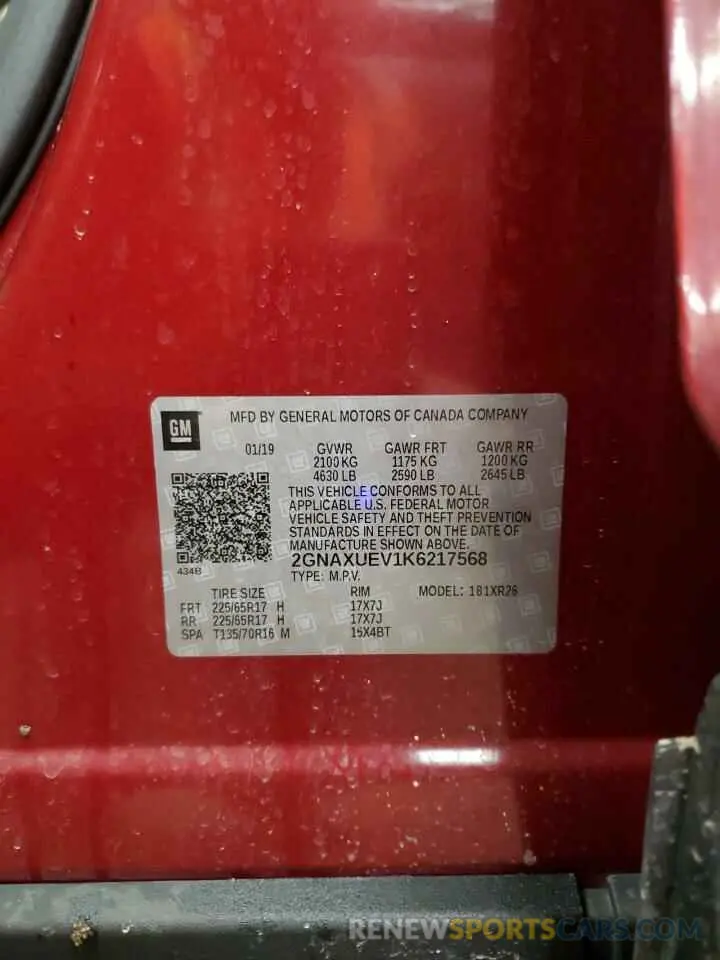 GM
MFD BY GENERAL MOTORS OF CANADA COMPANY
01/19 GVWR GAWR FRT GAWR RR
2100 KG 1175 KG 1200 KG
4630 LB 2590 LB 2645 LB
THIS VEHICLE CONFORMS TO ALL
APPLICABLE U.S. FEDERAL MOTOR
VEHICLE SAFETY AND THEFT PREVENTION
STANDARDS IN EFFECT ON THE DATE OF
MANUFACTURE SHOWN ABOVE.
434B
2GNAXUEV1K6217568
TYPE: M.P.V.
TIRE SIZE RIM MODEL: 1B1XR26
FRT 225/65R17 H 17X7J
RR 225/65R17 H 17X7J
SPA T135/70R16 M 16X4BT
RENEWSPORTSCARS.COM